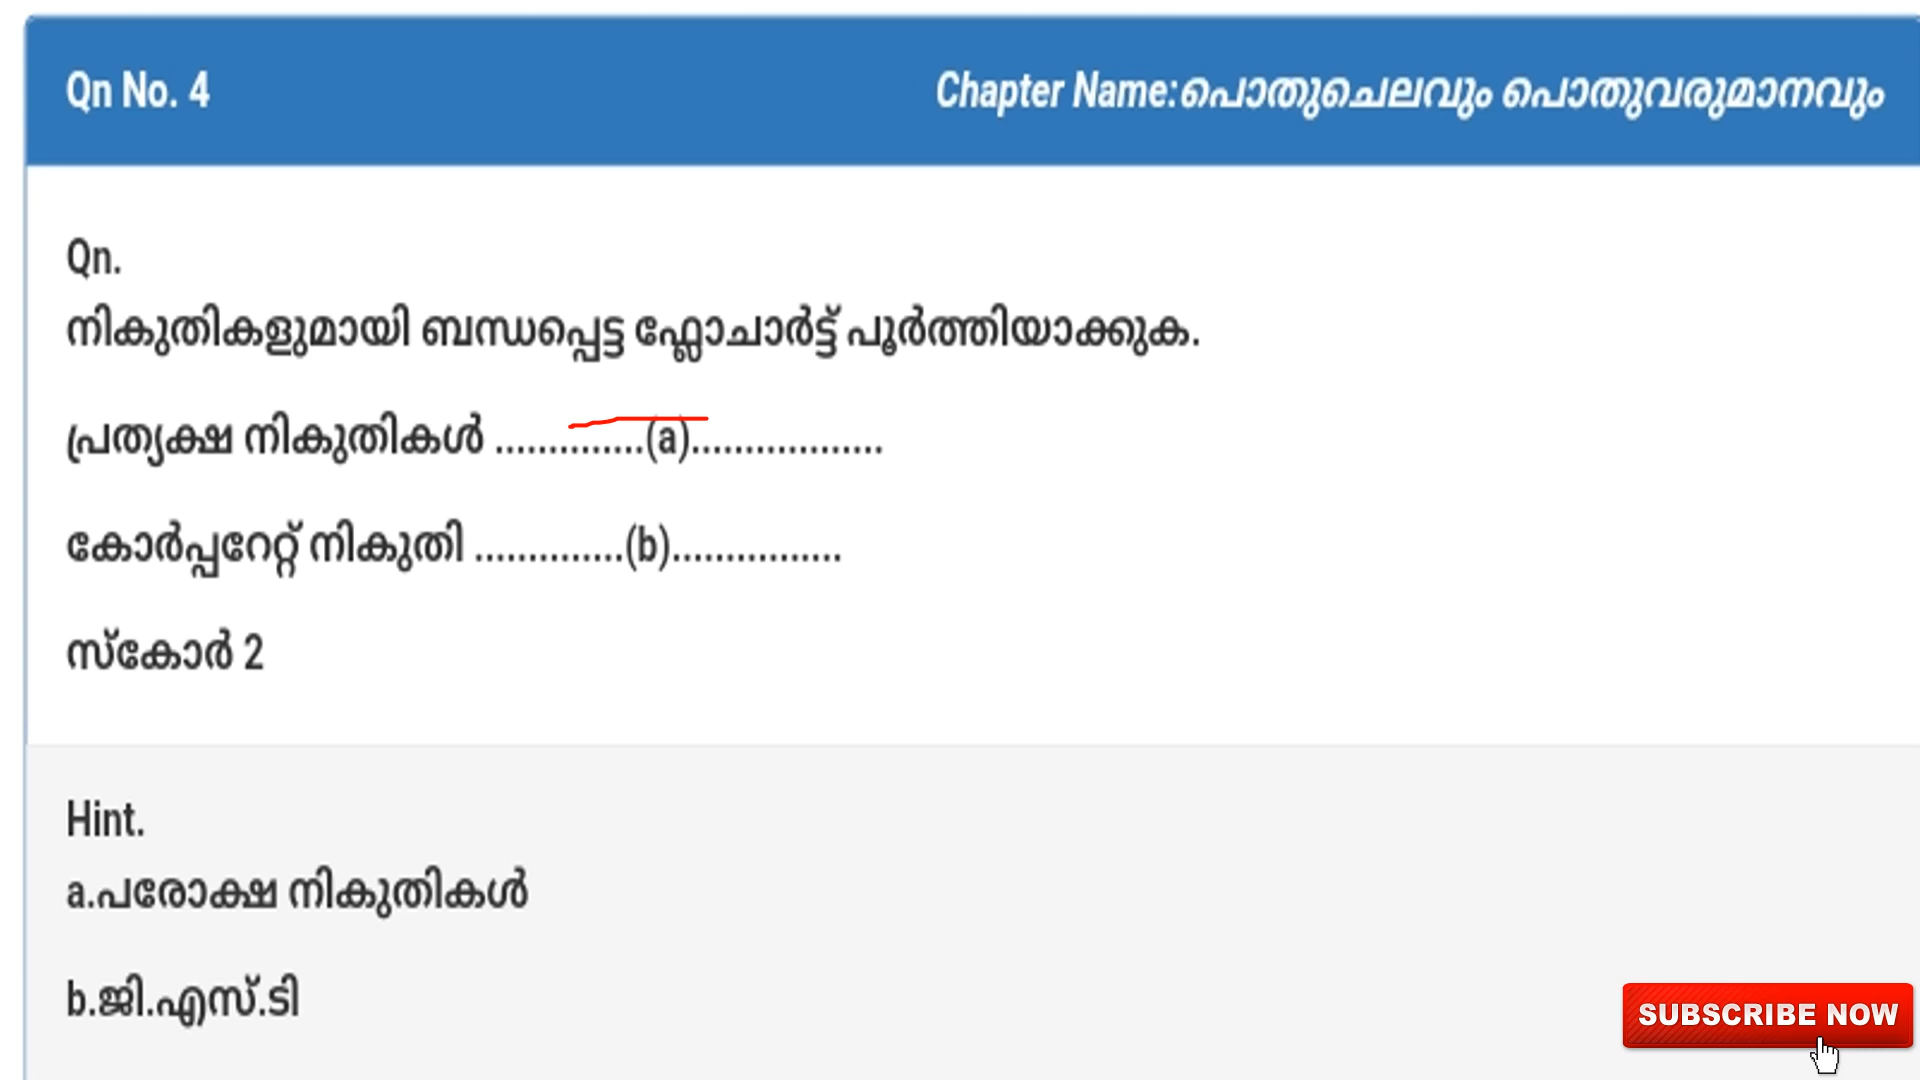 Qn No. 4
Chapter Name:പൊതുചെലവും പൊതുവരുമാനവും
Qn.
നികുതികളുമായി ബന്ധപ്പെട്ട ഫ്ലോചാർട്ട് പൂർത്തിയാക്കുക.
പ്രത്യക്ഷ നികുതികൾ ..............(a)..................
കോർപ്പറേറ്റ് നികുതി ..............(b)................
സ്കോർ 2
Hint.
a.പരോക്ഷ നികുതികൾ
b.ജി.എസ്.ടി
SUBSCRIBE NOW